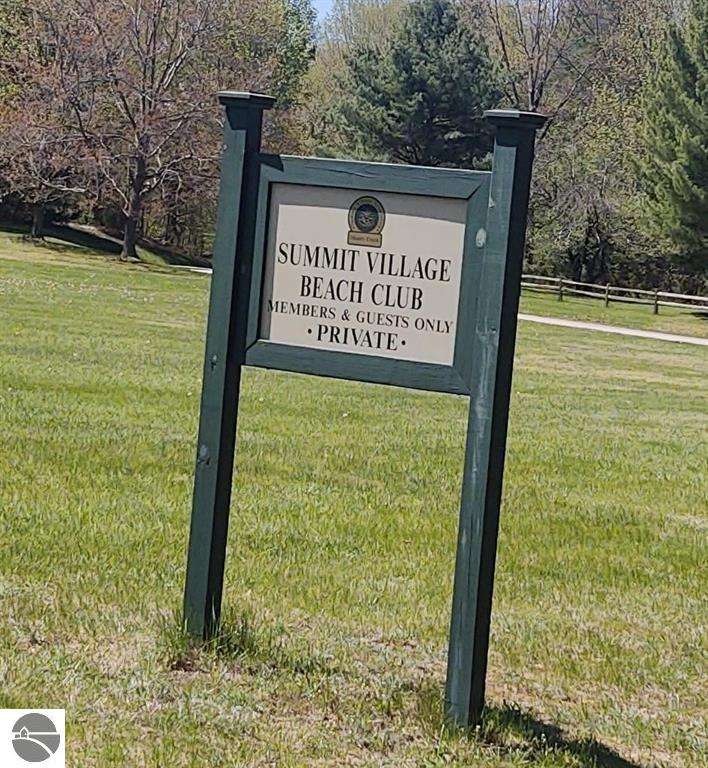 SUMMIT VILLAGE
BEACH CLUB
MEMBERS & GUESTS ONLY
•PRIVATE•